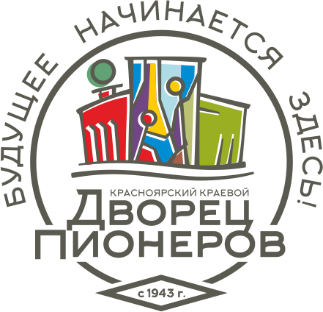 БУДУЩЕЕ НАЧИНАЕТСЯ ЗДЕСЬ!
КРАСНОЯРСКИЙ КРАЕВОЙ
ДВОРЕЦ
ПИОНЕРОВ
с 1943 г.